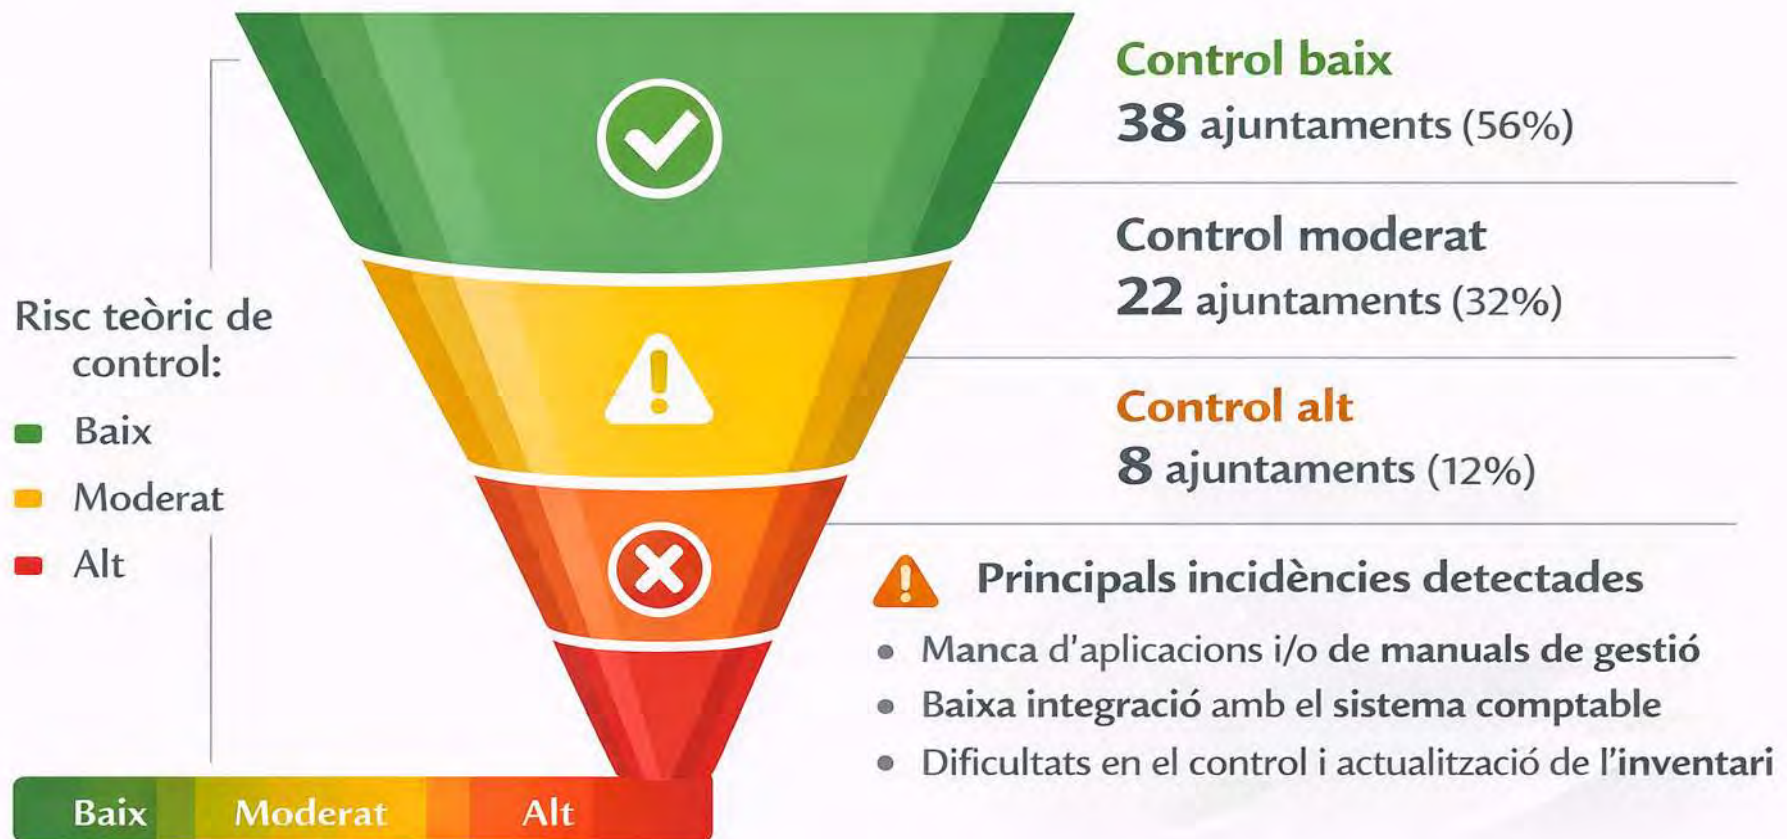 Control baix
38 ajuntaments (56%)
Control moderat
22 ajuntaments (32%)
Control alt
8 ajuntaments (12%)
Risc teòric de
control:
Baix
Moderat
Alt
Principals incidències detectades
Manca d'aplicacions i/o de manuals de gestió
Baixa integració amb el sistema comptable
Dificultats en el control i actualització de l'inventari
Baix Moderat Alt